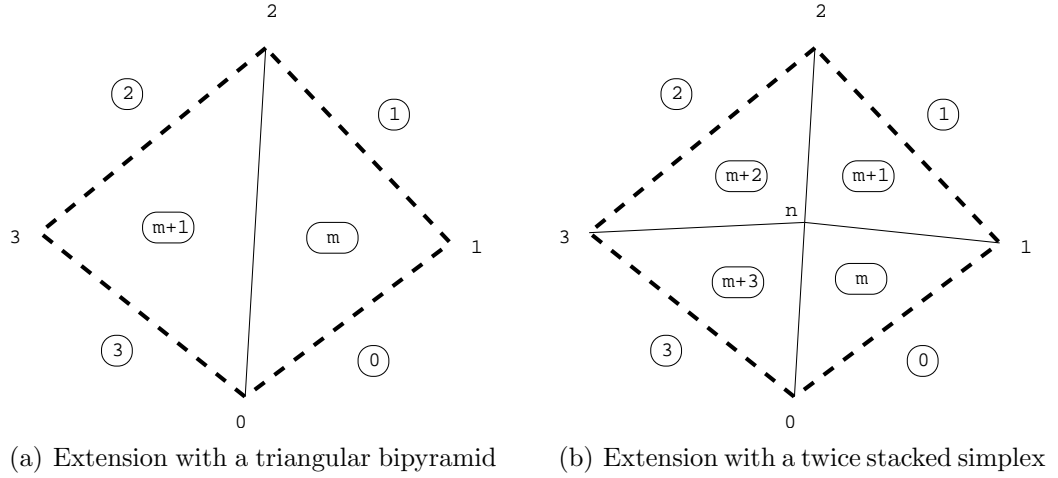 2
2
1
m+1
m
3
1
3
0
0
(a) Extension with a triangular bipyramid
2
2
1
m+2
m+1
n
3
1
m+3
m
3
0
0
(b) Extension with a twice stacked simplex